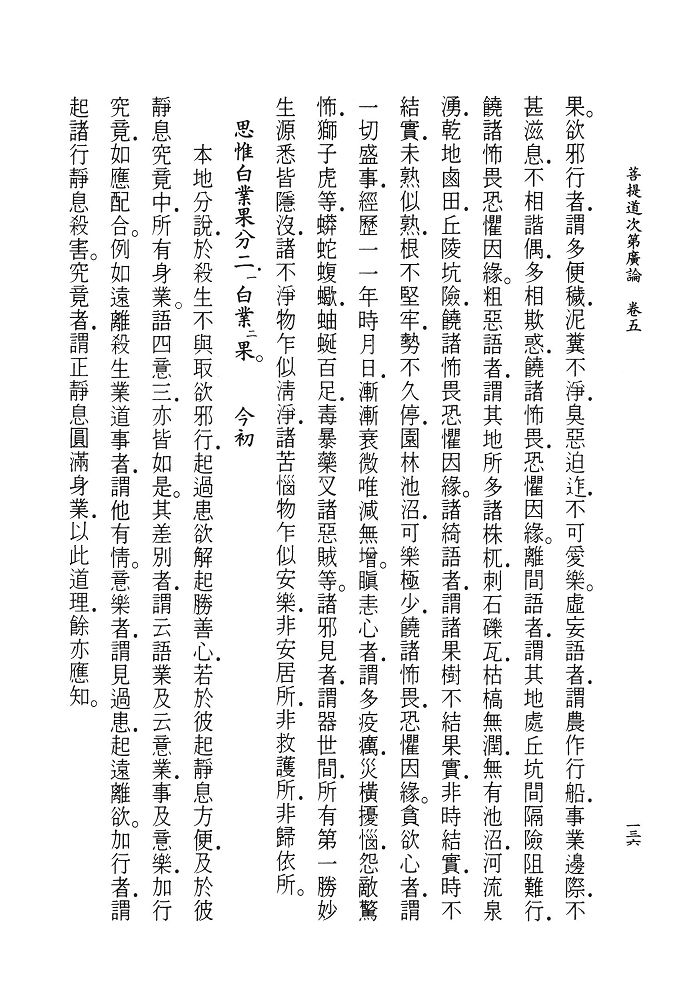 菩提道次第廣論　卷五
一三六
果。欲邪行者，謂多便穢，泥糞不淨，臭惡迫迮，不可愛樂。虛妄語者，謂農作行船，事業邊際，不
甚滋息，不相諧偶，多相欺惑，饒諸怖畏，恐懼因緣。離間語者，謂其地處丘坑間隔，險阻難行，
饒諸怖畏恐懼因緣。粗惡語者，謂其地所多諸株杌，刺石礫瓦，枯槁無潤，無有池沼，河流泉
湧，乾地鹵田，丘陵坑險，饒諸怖畏恐懼因緣。諸綺語者，謂諸果樹不結果實，非時結實，時不
結實，未熟似熟，根不堅牢，勢不久停，園林池沼，可樂極少，饒諸怖畏，恐懼因緣。貪欲心者，謂
一切盛事，經歷一一年時月日，漸漸衰微，唯減無增。瞋恚心者，謂多疫癘，災橫擾惱，怨敵驚
怖，獅子虎等，蟒蛇蝮蠍，蚰蜒百足，毒暴藥叉，諸惡賊等。諸邪見者，謂器世間，所有第一勝妙
生源悉皆隱沒，諸不淨物乍似清淨，諸苦惱物乍似安樂，非安居所，非救護所，非歸依所。
思惟白業果分二，一白業，二果。　今初
本地分說，於殺生不與取欲邪行，起過患欲解起勝善心，若於彼起靜息方便，及於彼
靜息究竟中，所有身業。語四意三，亦皆如是。其差別者，謂云語業及云意業，事及意樂，加行
究竟，如應配合。例如遠離殺生業道事者，謂他有情。意樂者，謂見過患，起遠離欲。加行者，謂
起諸行靜息殺害。究竟者，謂正靜息圓滿身業，以此道理，餘亦應知。